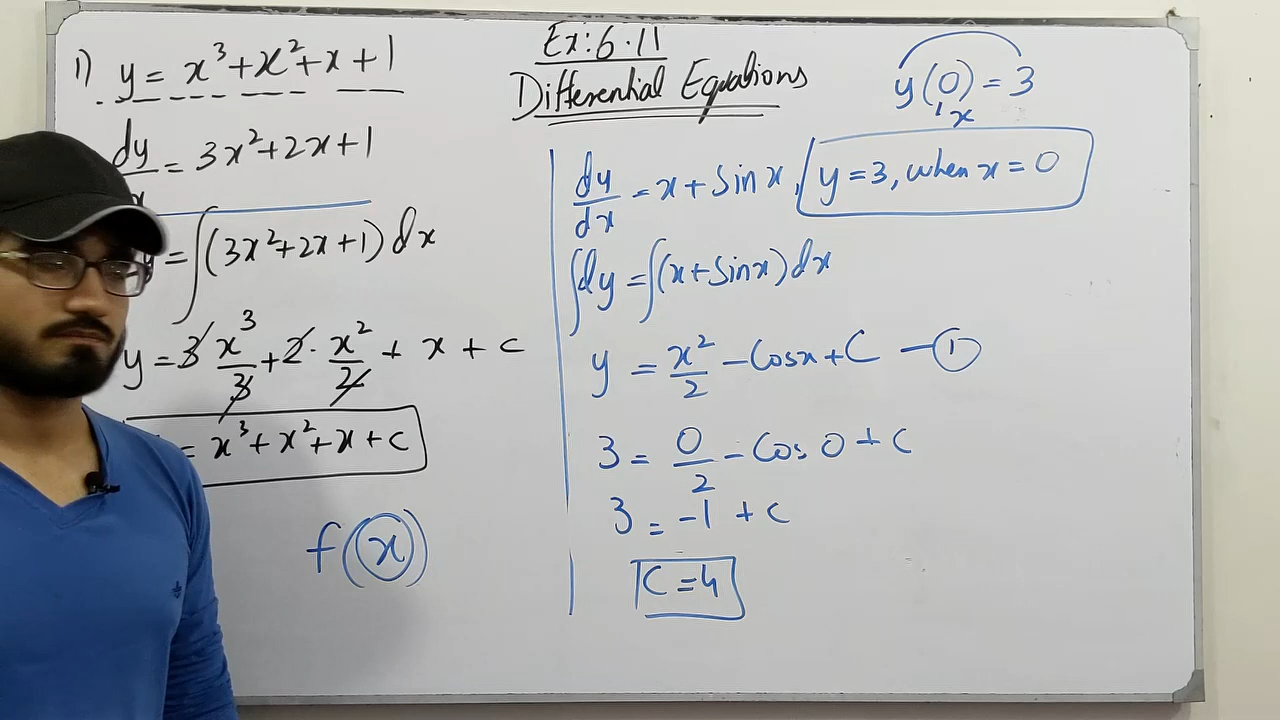 Ex: 6.11
Differential Equations
1) y = x³ + x² + x + 1
dy/ = 3x² + 2x + 1
= ∫(3x² + 2x + 1) dx
y = 3 x³/3 + 2 · x²/2 + x + c
= x³ + x² + x + c
f(x)
y(0) = 3
x
dy/dx = x + Sin x, y = 3, when x = 0
∫dy = ∫(x + Sinx) dx
y = x²/2 - Cosx + C — ①
3 = 0/2 - Cos 0 + C
3 = -1 + C
C = 4